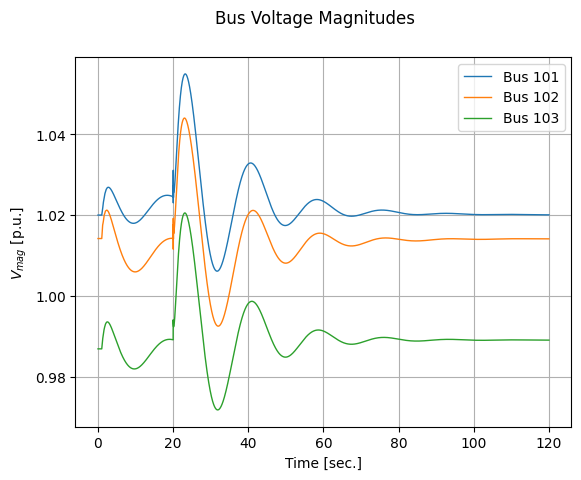 Bus Voltage Magnitudes
Bus 101
Bus 102
Bus 103
1.04
1.02
1.00
0.98
V_mag [p.u.]
0 20 40 60 80 100 120
Time [sec.]